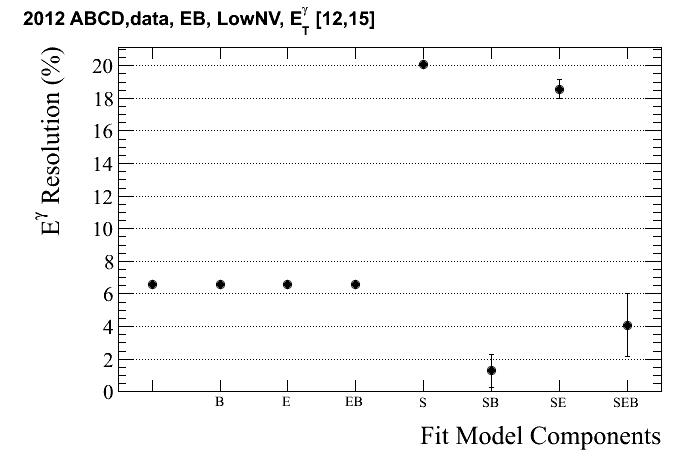 2012 ABCD,data, EB, LowNV, E_T^γ [12,15]
E^γ Resolution (%)
20
18
16
14
12
10
8
6
4
2
0
B E EB S SB SE SEB
Fit Model Components